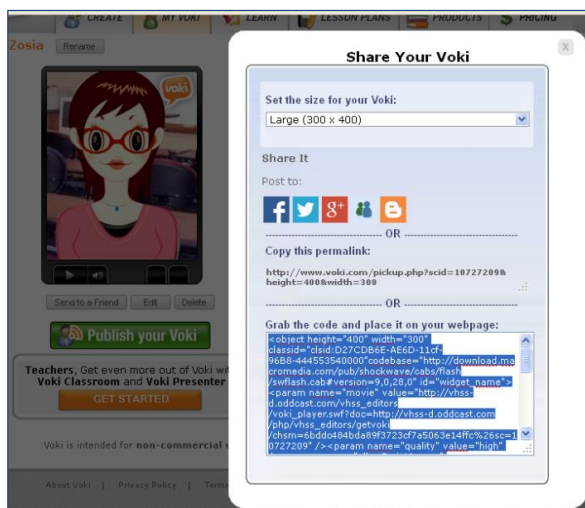 CREATE MY VOKI LEARN LESSON PLANS PRODUCTS $ PRICING
Zosia Rename
voki
Send to a Friend Edit Delete
Publish your Voki
Teachers, Get even more out of Voki wit
Voki Classroom and Voki Presenter
GET STARTED
Voki is intended for non-commercial
About Voki | Privacy Policy | Terms
Share Your Voki
X
Set the size for your Voki:
Large (300 x 400)
Share It
Post to:
f g+ B
OR
Copy this permalink:
http://www.voki.com/pickup.php?scid=10727209&
height=400&width=300
OR
Grab the code and place it on your webpage:
<object height="400" width="300"
classid="clsid:D27CDB6E-AE6D-11cf-
96B8-444553540000"codebase="http://download.ma
cromedia.com/pub/shockwave/cabs/flash
/swflash.cab#version=9,0,28,0" id="widget_name">
<param name="movie" value="http://vhss-
d.oddcast.com/vhss_editors
/voki_player.swf?doc=http://vhss-d.oddcast.com
/php/vhss_editors/getvoki
/chsm=6bddc484bda89f3723cf7a5063e14ffc%26sc=1
0727209" /><param name="quality" value="high"